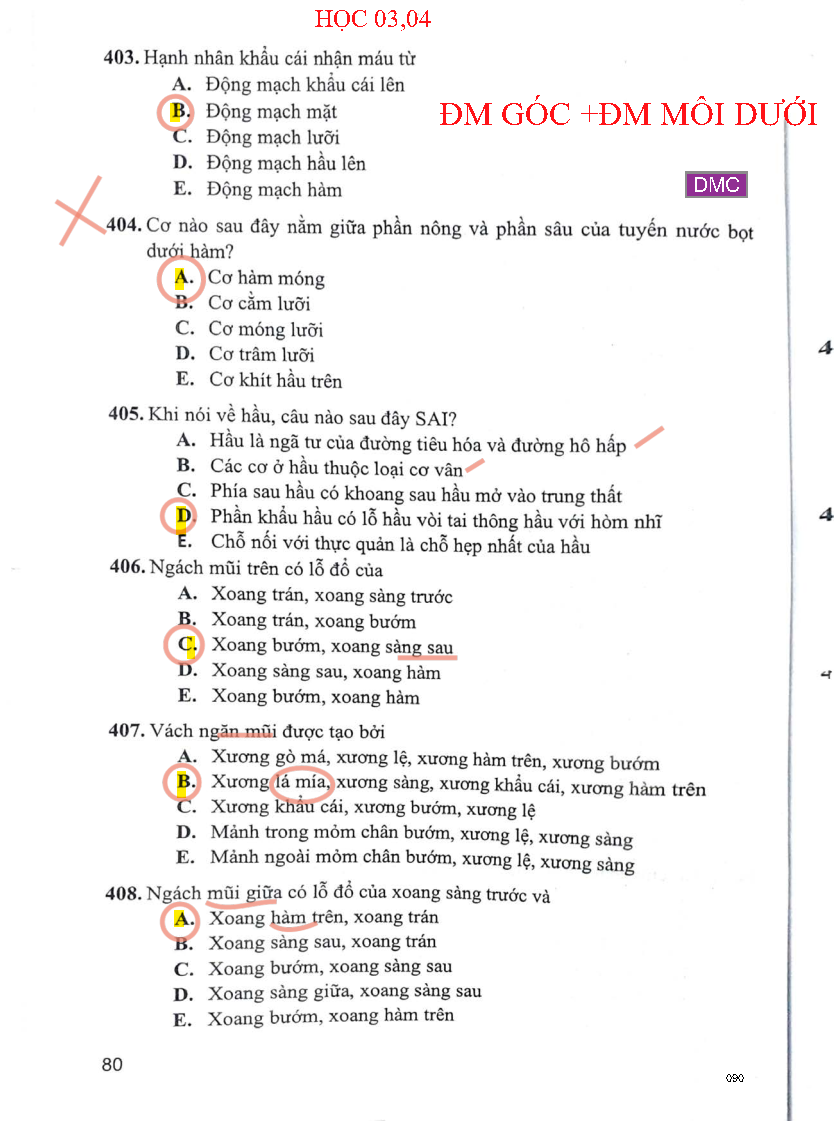 HỌC 03,04
403. Hạnh nhân khẩu cái nhận máu từ
A. Động mạch khẩu cái lên
B. Động mạch mặt
ĐM GÓC +ĐM MÔI DƯỚI
C. Động mạch lưỡi
D. Động mạch hầu lên
E. Động mạch hàm
DMC
404. Cơ nào sau đây nằm giữa phần nông và phần sâu của tuyến nước bọt
dưới hàm?
A. Cơ hàm móng
B. Cơ cằm lưỡi
C. Cơ móng lưỡi
D. Cơ trâm lưỡi
E. Cơ khít hầu trên
4
405. Khi nói về hầu, câu nào sau đây SAI?
A. Hầu là ngã tư của đường tiêu hóa và đường hô hấp
B. Các cơ ở hầu thuộc loại cơ vân
C. Phía sau hầu có khoang sau hầu mở vào trung thất
D. Phần khẩu hầu có lỗ hầu vòi tai thông hầu với hòm nhĩ
4
E. Chỗ nối với thực quản là chỗ hẹp nhất của hầu
406. Ngách mũi trên có lỗ đổ của
A. Xoang trán, xoang sàng trước
B. Xoang trán, xoang bướm
C. Xoang bướm, xoang sàng sau
D. Xoang sàng sau, xoang hàm
4
E. Xoang bướm, xoang hàm
407. Vách ngăn mũi được tạo bởi
A. Xương gò má, xương lệ, xương hàm trên, xương bướm
B. Xương lá mía, xương sàng, xương khẩu cái, xương hàm trên
C. Xương khẩu cái, xương bướm, xương lệ
D. Mảnh trong mỏm chân bướm, xương lệ, xương sàng
E. Mảnh ngoài mỏm chân bướm, xương lệ, xương sàng
408. Ngách mũi giữa có lỗ đổ của xoang sàng trước và
A. Xoang hàm trên, xoang trán
B. Xoang sàng sau, xoang trán
C. Xoang bướm, xoang sàng sau
D. Xoang sàng giữa, xoang sàng sau
E. Xoang bướm, xoang hàm trên
80
090